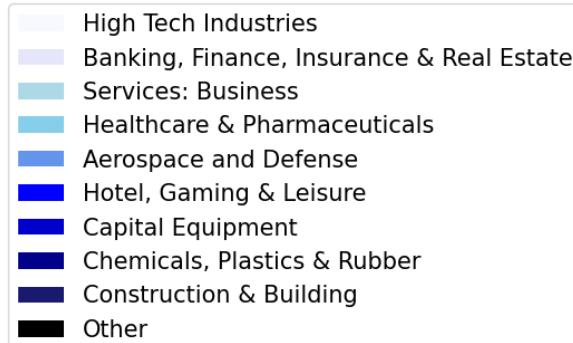 High Tech Industries
Banking, Finance, Insurance & Real Estate
Services: Business
Healthcare & Pharmaceuticals
Aerospace and Defense
Hotel, Gaming & Leisure
Capital Equipment
Chemicals, Plastics & Rubber
Construction & Building
Other